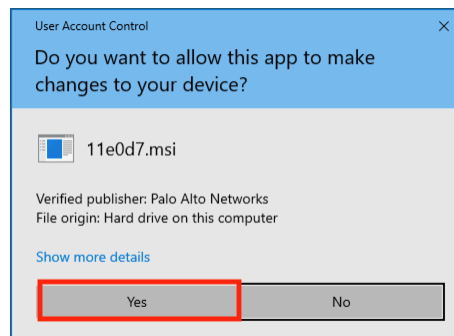 User Account Control
Do you want to allow this app to make
changes to your device?
11e0d7.msi
Verified publisher: Palo Alto Networks
File origin: Hard drive on this computer
Show more details
Yes
No